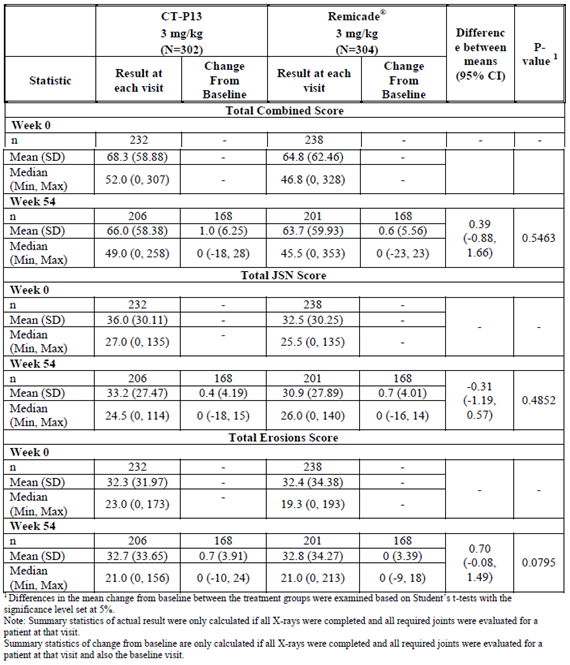 Statistic CT-P13 3 mg/kg (N=302) Remicade® 3 mg/kg (N=304) Differenc e between means (95% CI) P-value 1
Result at each visit Change From Baseline Result at each visit Change From Baseline
Total Combined Score
Week 0
n 232 - 238 - - -
Mean (SD) 68.3 (58.88) - 64.8 (62.46) -
Median (Min, Max) 52.0 (0, 307) - 46.8 (0, 328) -
Week 54
n 206 168 201 168 0.39 (-0.88, 1.66) 0.5463
Mean (SD) 66.0 (58.38) 1.0 (6.25) 63.7 (59.93) 0.6 (5.56)
Median (Min, Max) 49.0 (0, 258) 0 (-18, 28) 45.5 (0, 353) 0 (-23, 23)
Total JSN Score
Week 0
n 232 - 238 - - -
Mean (SD) 36.0 (30.11) - 32.5 (30.25) -
Median (Min, Max) 27.0 (0, 135) - 25.5 (0, 135) -
Week 54
n 206 168 201 168 -0.31 (-1.19, 0.57) 0.4852
Mean (SD) 33.2 (27.47) 0.4 (4.19) 30.9 (27.89) 0.7 (4.01)
Median (Min, Max) 24.5 (0, 114) 0 (-18, 15) 26.0 (0, 140) 0 (-16, 14)
Total Erosions Score
Week 0
n 232 - 238 - - -
Mean (SD) 32.3 (31.97) - 32.4 (34.38) -
Median (Min, Max) 23.0 (0, 173) - 19.3 (0, 193) -
Week 54
n 206 168 201 168 0.70 (-0.08, 1.49) 0.0795
Mean (SD) 32.7 (33.65) 0.7 (3.91) 32.8 (34.27) 0 (3.39)
Median (Min, Max) 21.0 (0, 156) 0 (-10, 24) 21.0 (0, 213) 0 (-9, 18)
1 Differences in the mean change from baseline between the treatment groups were examined based on Student's t-tests with the
significance level set at 5%.
Note: Summary statistics of actual result were only calculated if all X-rays were completed and all required joints were evaluated for a
patient at that visit.
Summary statistics of change from baseline are only calculated if all X-rays were completed and all required joints were evaluated for a
patient at that visit and also the baseline visit.